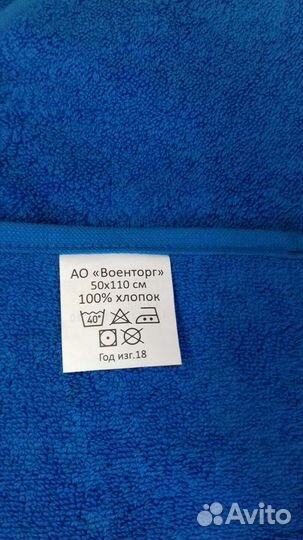 АО «Военторг»
50х110 см
100% хлопок
40°
Год изг.18
Avito